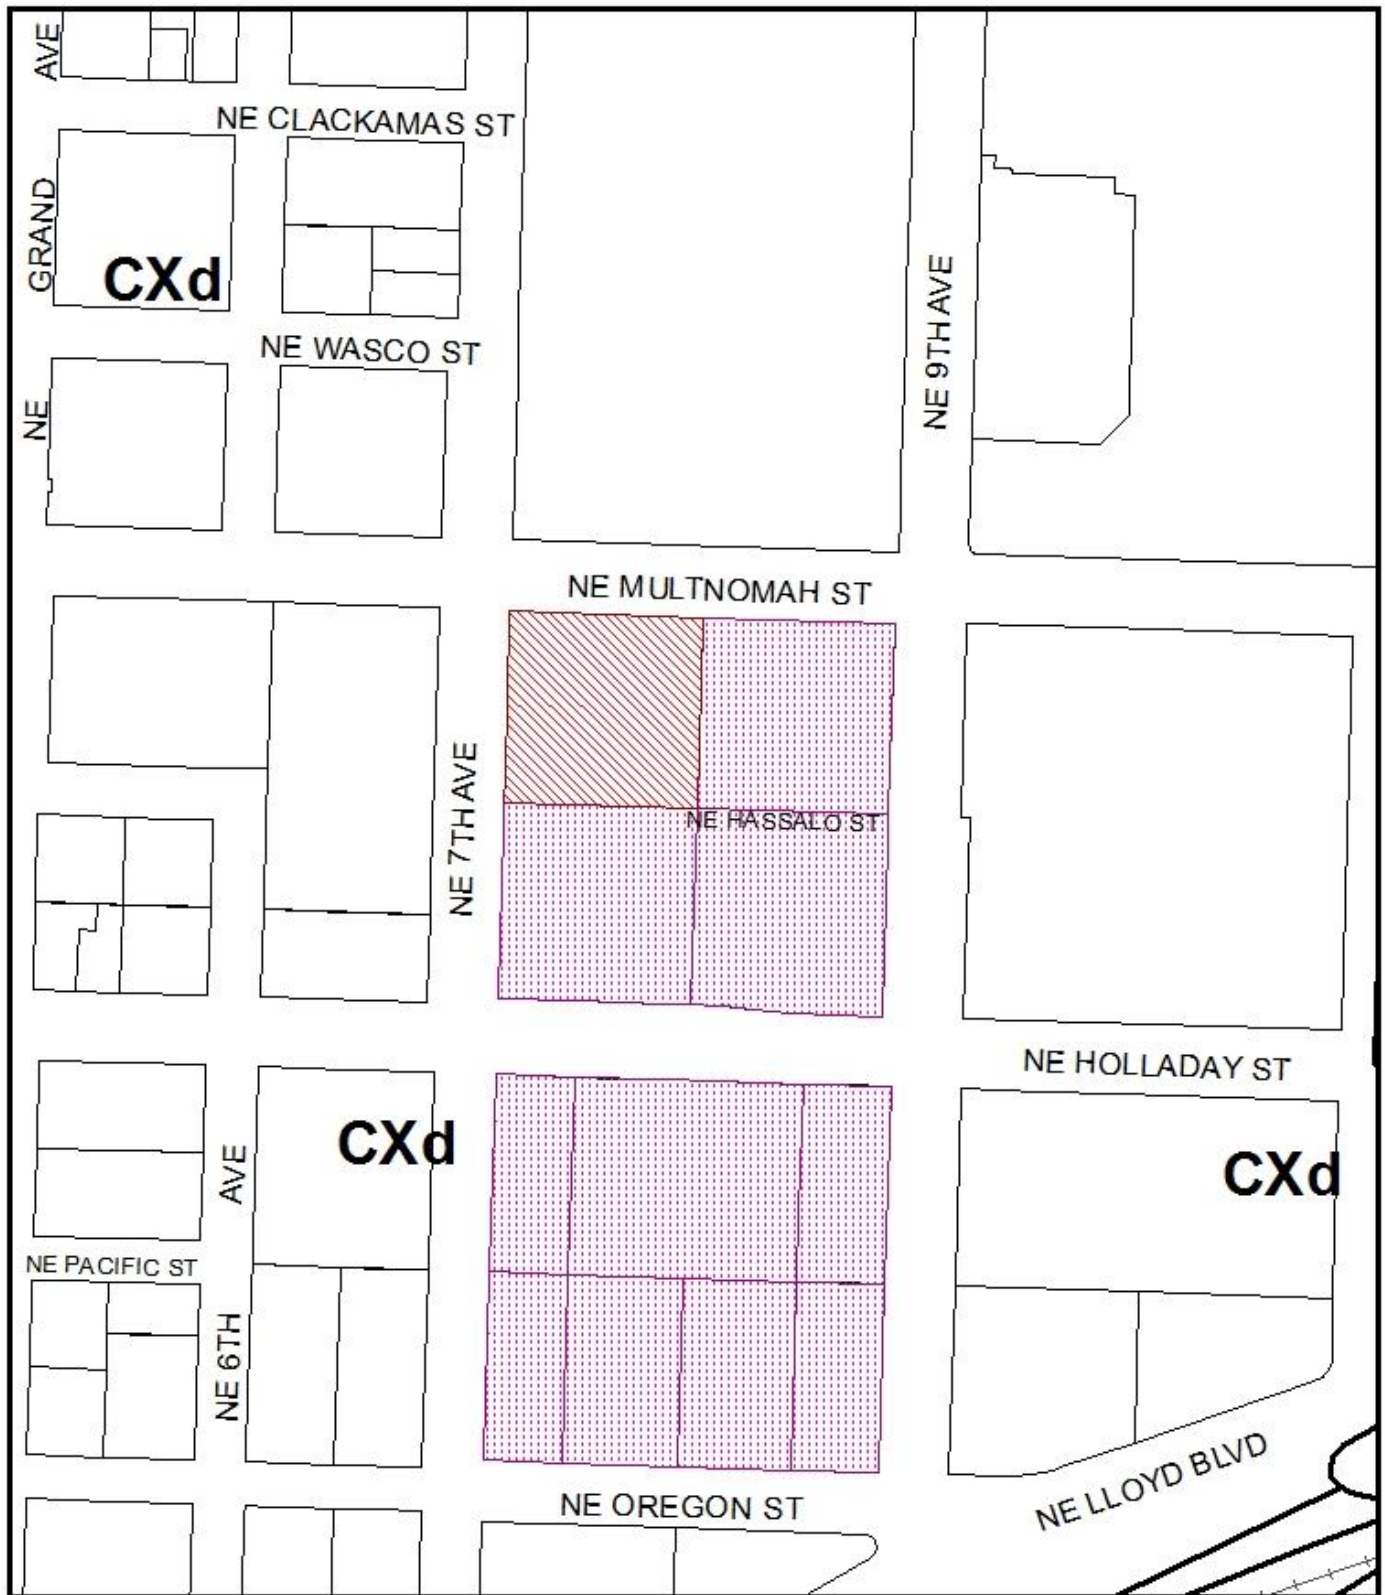 AVE
NE CLACKAMAS ST
GRAND
CXd
NE 9TH AVE
NE WASCO ST
NE
NE MULTNOMAH ST
NE 7TH AVE
NE HASSALO ST
NE HOLLADAY ST
CXd
AVE
CXd
NE PACIFIC ST
NE 6TH
NE LLOYD BLVD
NE OREGON ST